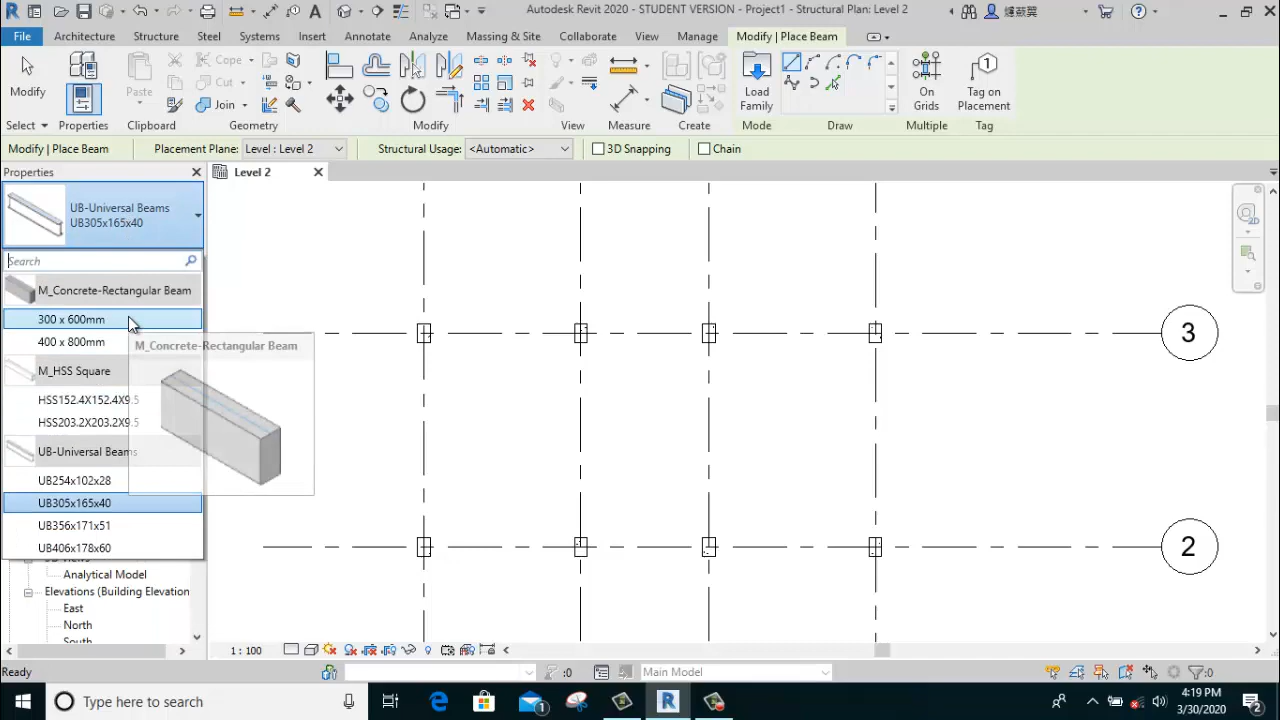 Autodesk Revit 2020 - STUDENT VERSION - Project1 - Structural Plan: Level 2
File Architecture Structure Steel Systems Insert Annotate Analyze Massing & Site Collaborate View Manage Modify | Place Beam
Modify
Paste
Cope
Cut
Join
Load Family
On Grids
Tag on Placement
Select Properties Clipboard Geometry Modify View Measure Create Mode Draw Multiple Tag
Modify | Place Beam Placement Plane: Level : Level 2 Structural Usage: <Automatic> 3D Snapping Chain
Properties
Level 2
UB-Universal Beams
UB305x165x40
Search
M_Concrete-Rectangular Beam
300 x 600mm
400 x 800mm
M_HSS Square
HSS152.4X152.4X9.5
HSS203.2X203.2X9.5
UB-Universal Beams
UB254x102x28
UB305x165x40
UB356x171x51
UB406x178x60
M_Concrete-Rectangular Beam
Analytical Model
Elevations (Building Elevation
East
North
2D
3
2
1 : 100
Ready
:0
Main Model
:0
Type here to search
1
4:19 PM
3/30/2020
2